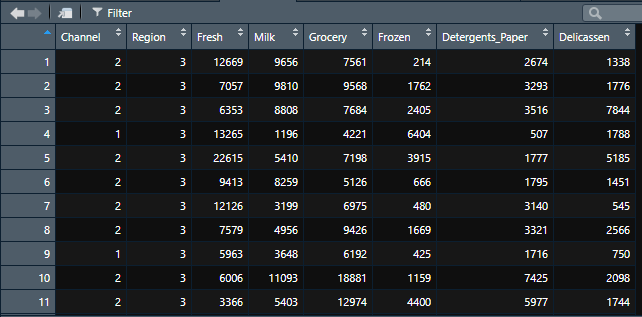 Filter
Channel Region Fresh Milk Grocery Frozen Detergents_Paper Delicassen
1 2 3 12669 9656 7561 214 2674 1338
2 2 3 7057 9810 9568 1762 3293 1776
3 2 3 6353 8808 7684 2405 3516 7844
4 1 3 13265 1196 4221 6404 507 1788
5 2 3 22615 5410 7198 3915 1777 5185
6 2 3 9413 8259 5126 666 1795 1451
7 2 3 12126 3199 6975 480 3140 545
8 2 3 7579 4956 9426 1669 3321 2566
9 1 3 5963 3648 6192 425 1716 750
10 2 3 6006 11093 18881 1159 7425 2098
11 2 3 3366 5403 12974 4400 5977 1744